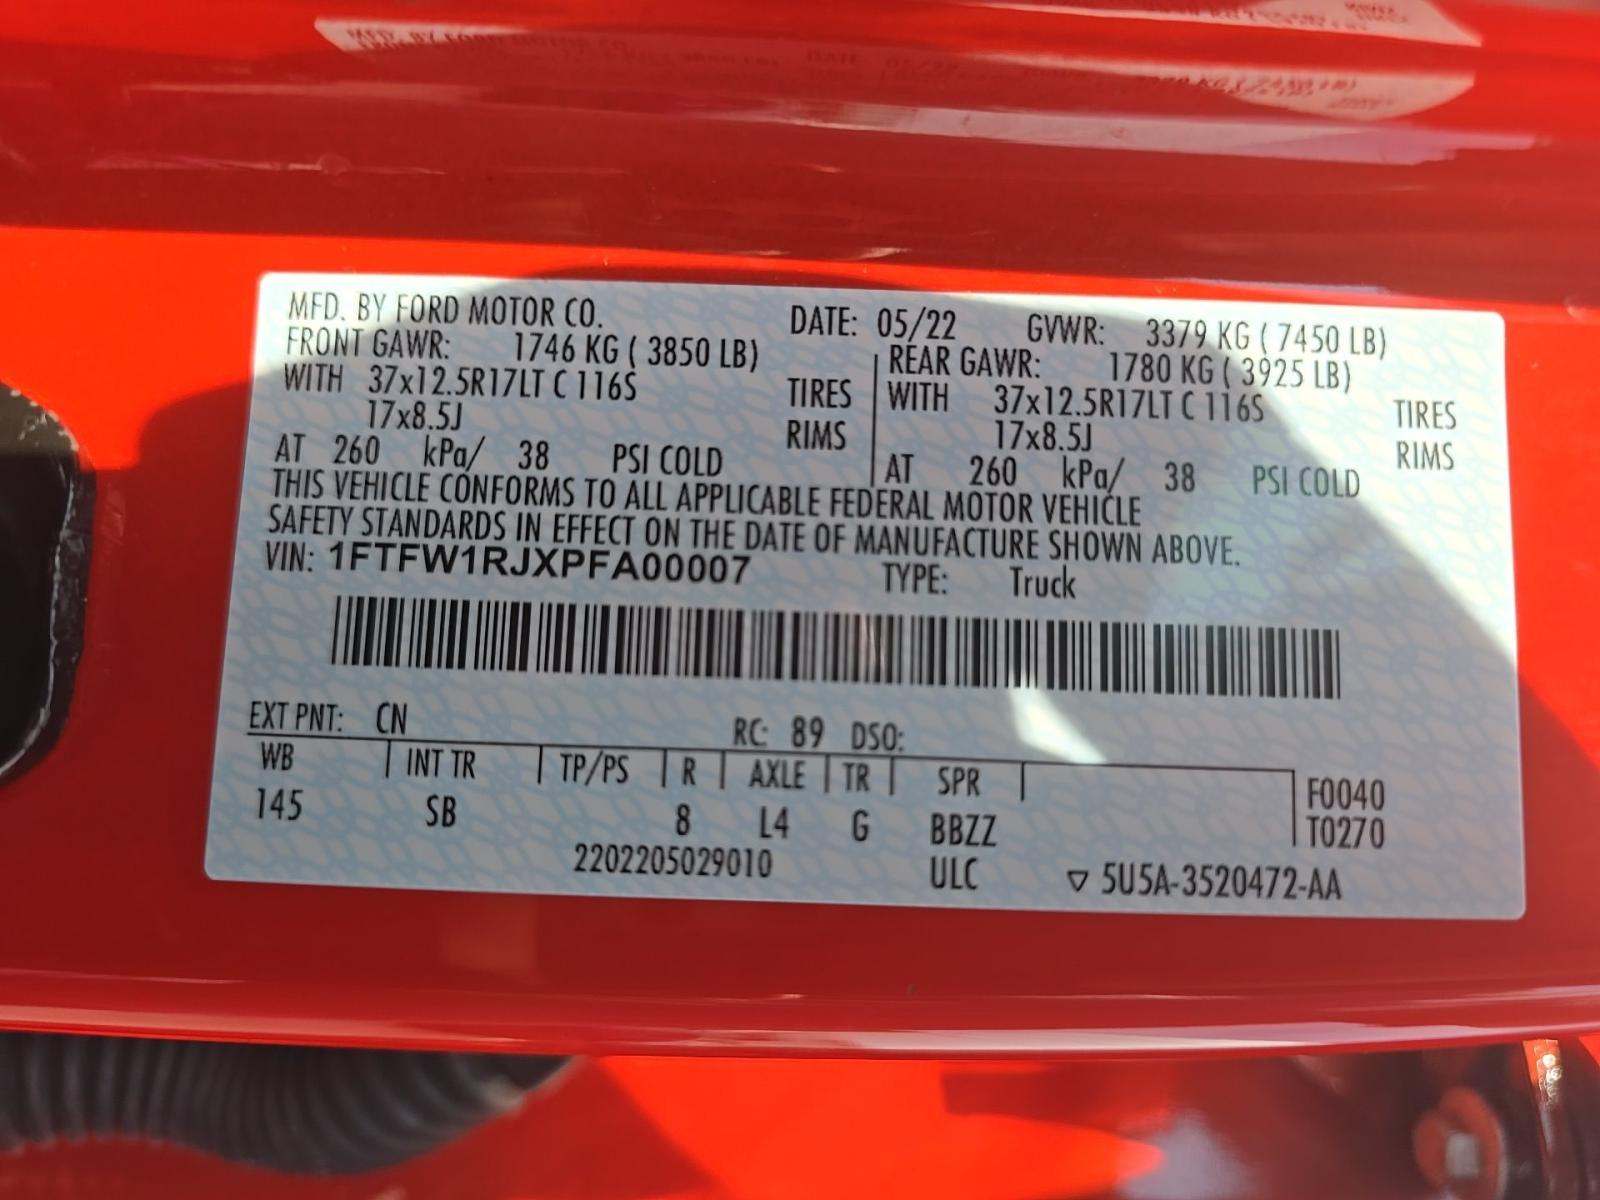 MFD. BY FORD MOTOR CO. DATE: 05/22 GVWR: 3379 KG ( 7450 LB)
FRONT GAWR: 1746 KG ( 3850 LB) REAR GAWR: 1780 KG ( 3925 LB)
WITH 37x12.5R17LT C 116S TIRES WITH 37x12.5R17LT C 116S TIRES
17x8.5J RIMS 17x8.5J RIMS
AT 260 kPa/ 38 PSI COLD AT 260 kPa/ 38 PSI COLD
THIS VEHICLE CONFORMS TO ALL APPLICABLE FEDERAL MOTOR VEHICLE
SAFETY STANDARDS IN EFFECT ON THE DATE OF MANUFACTURE SHOWN ABOVE.
VIN: 1FTFW1RJXPFA00007 TYPE: Truck
EXT PNT: CN RC: 89 DSO:
WB INT TR TP/PS R AXLE TR SPR F0040
145 SB 8 L4 G BBZZ T0270
2202205029010 ULC ▽ 5U5A-3520472-AA